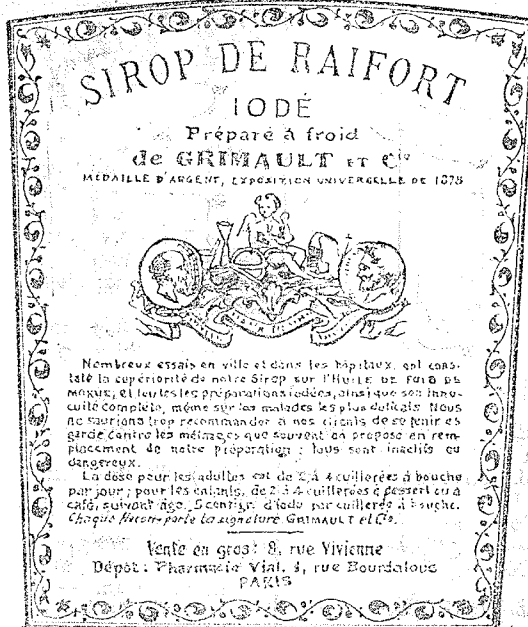 SIROP DE RAIFORT
IODÉ
Préparé à froid
de GRIMAULT ET Cie
MÉDAILLE D'ARGENT, EXPOSITION UNIVERSELLE DE 1878
Nombreux essais en ville et dans les hôpitaux, ont cons-
taté la supériorité de notre Sirop sur l'HUILE DE FOIE DE
MORUE, et toutes les préparations iodées, ainsi que son inno-
cuité complète, même sur les malades les plus délicats. Nous
ne saurions trop recommander à nos clients de se tenir en
garde contre les mélanges que souvent on propose en rem-
placement de notre préparation : tous sont inactifs ou
dangereux.
La dose pour les adultes est de 2 à 4 cuillerées à bouche
par jour ; pour les enfants, de 2 à 4 cuillerées à dessert ou à
café, suivant âge. 5 centigr. d'iode par cuillerée à bouche.
Chaque flacon porte la signature GRIMAULT et Cie.
Vente en gros : 8, rue Vivienne
Dépôt : Pharmacie Vial, 1, rue Bourdaloue
PARIS